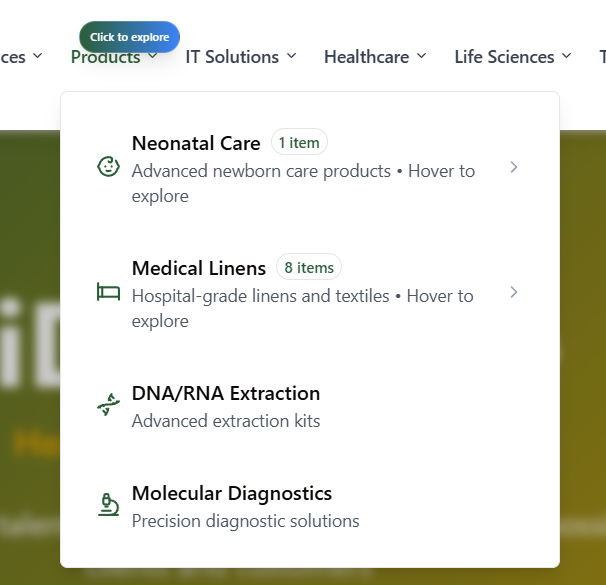 Click to explore
ces Products IT Solutions Healthcare Life Sciences T
Neonatal Care 1 item
Advanced newborn care products • Hover to
explore
Medical Linens 8 items
Hospital-grade linens and textiles • Hover to
explore
DNA/RNA Extraction
Advanced extraction kits
Molecular Diagnostics
Precision diagnostic solutions